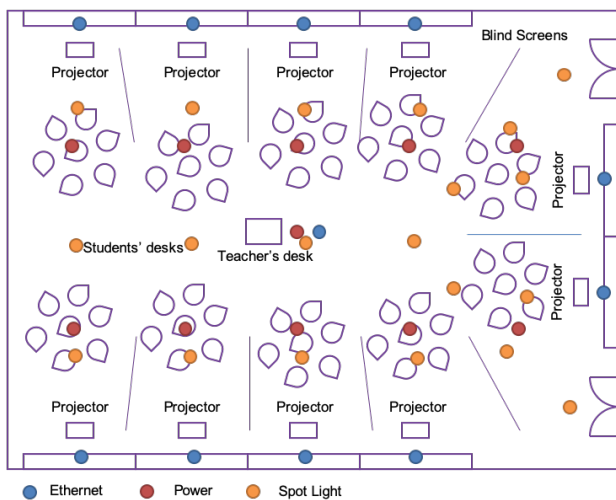 Blind Screens
Projector
Projector
Projector
Projector
Projector
Students' desks
Teacher's desk
Projector
Projector
Projector
Projector
Projector
Ethernet
Power
Spot Light